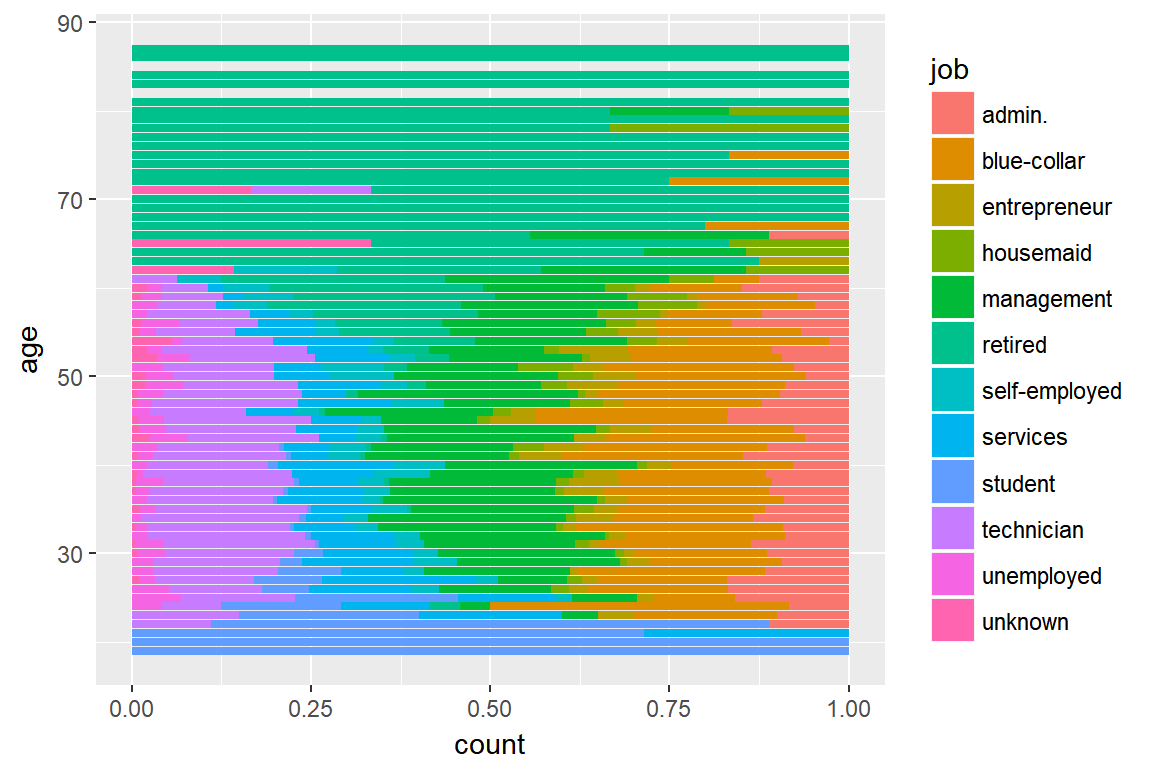 90
70
50
30
age
0.00 0.25 0.50 0.75 1.00
count
job
admin.
blue-collar
entrepreneur
housemaid
management
retired
self-employed
services
student
technician
unemployed
unknown